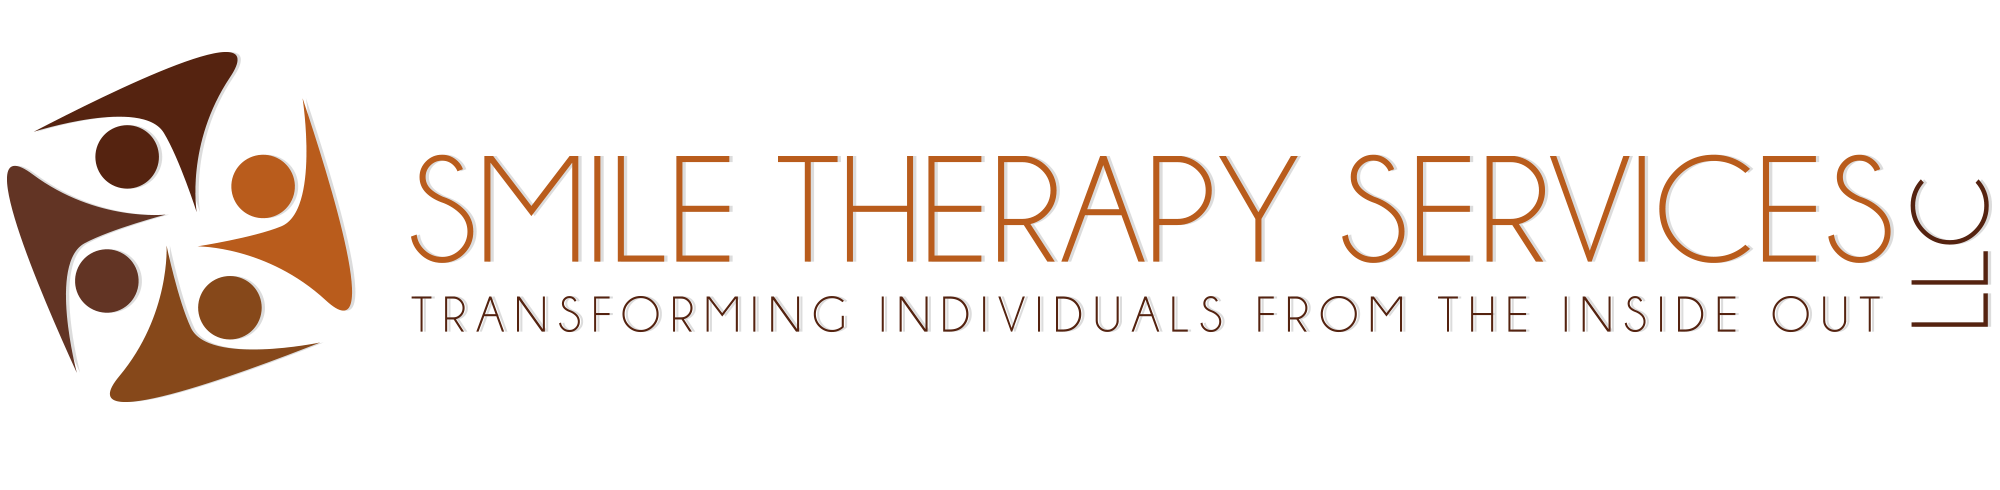 SMILE THERAPY SERVICES
LLC
TRANSFORMING INDIVIDUALS FROM THE INSIDE OUT